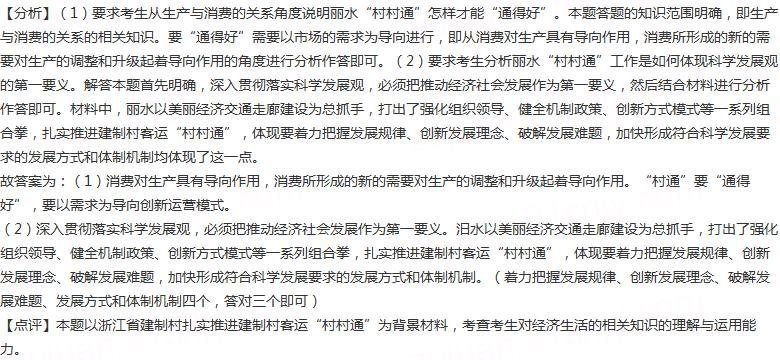 【分析】（1）要求考生从生产与消费的关系角度说明丽水“村村通”怎样才能“通得好”。本题答题的知识范围明确，即生产
与消费的关系的相关知识。要“通得好”需要以市场的需求为导向进行，即从消费对生产具有导向作用，消费所形成的新的需
要对生产的调整和升级起着导向作用的角度进行分析作答即可。（2）要求考生分析丽水“村村通”工作是如何体现科学发展观
的第一要义。解答本题首先明确，深入贯彻落实科学发展观，必须把推动经济社会发展作为第一要义，然后结合材料进行分析
作答即可。材料中，丽水以美丽经济交通走廊建设为总抓手，打出了强化组织领导、健全机制政策、创新方式模式等一系列组
合拳，扎实推进建制村客运“村村通”，体现要着力把握发展规律、创新发展理念、破解发展难题，加快形成符合科学发展要
求的发展方式和体制机制均体现了这一点。
故答案为：（1）消费对生产具有导向作用，消费所形成的新的需要对生产的调整和升级起着导向作用。“村通”要“通得
好”，要以需求为导向创新运营模式。
（2）深入贯彻落实科学发展观，必须把推动经济社会发展作为第一要义。汨水以美丽经济交通走廊建设为总抓手，打出了强化
组织领导、健全机制政策、创新方式模式等一系列组合拳，扎实推进建制村客运“村村通”，体现要着力把握发展规律、创新
发展理念、破解发展难题，加快形成符合科学发展要求的发展方式和体制机制。（着力把握发展规律、创新发展理念、破解发
展难题、发展方式和体制机制四个，答对三个即可）
【点评】本题以浙江省建制村扎实推进建制村客运“村村通”为背景材料，考查考生对经济生活的相关知识的理解与运用能
力。